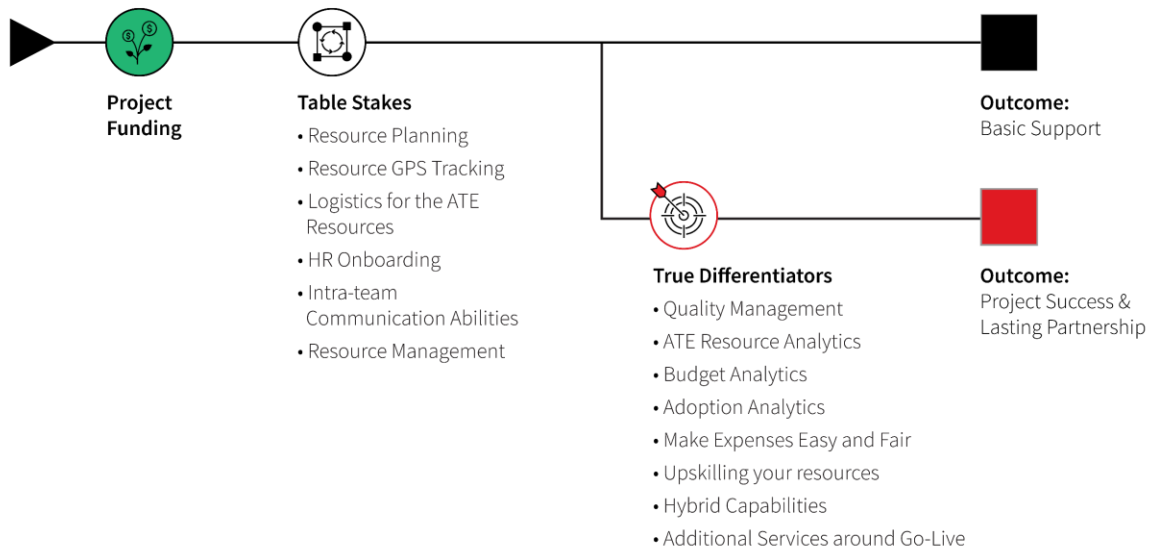 $
$
Project
Funding
Table Stakes
• Resource Planning
• Resource GPS Tracking
• Logistics for the ATE
Resources
• HR Onboarding
• Intra-team
Communication Abilities
• Resource Management
True Differentiators
• Quality Management
• ATE Resource Analytics
• Budget Analytics
• Adoption Analytics
• Make Expenses Easy and Fair
• Upskilling your resources
• Hybrid Capabilities
• Additional Services around Go-Live
Outcome:
Basic Support
Outcome:
Project Success &
Lasting Partnership